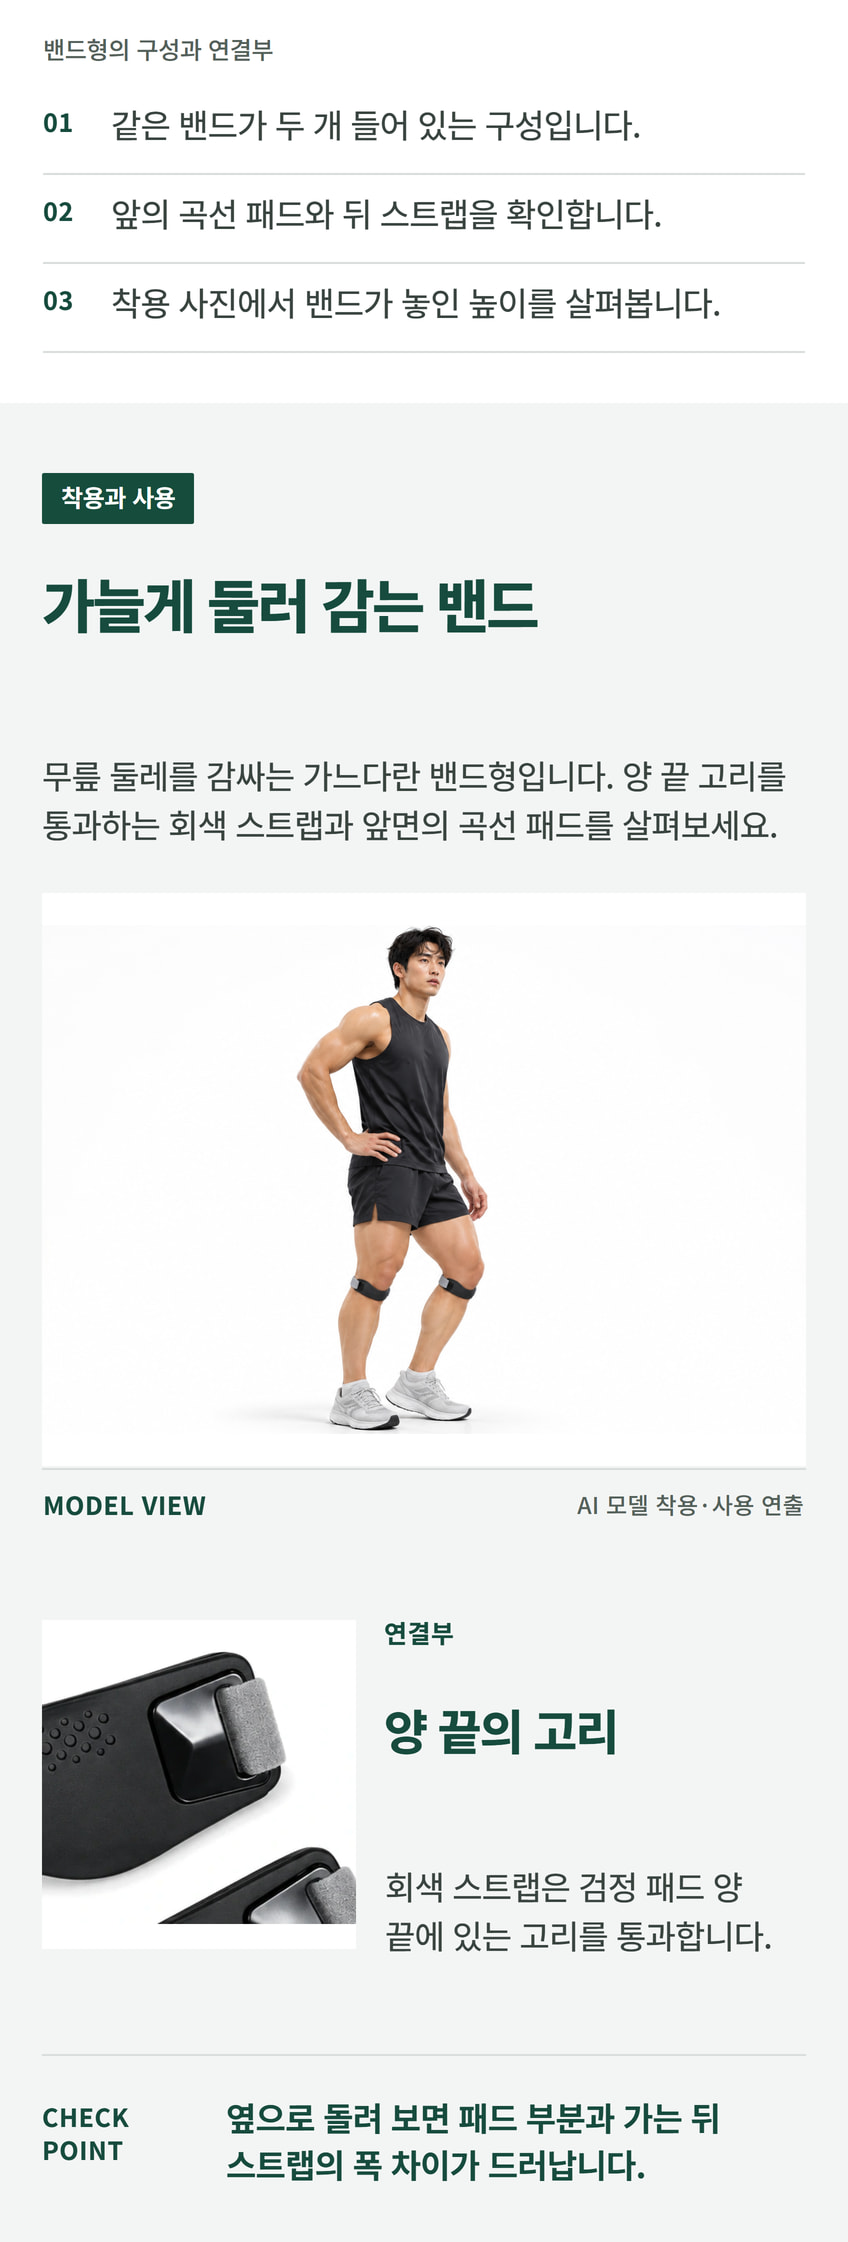 밴드형의 구성과 연결부
01 같은 밴드가 두 개 들어 있는 구성입니다.
02 앞의 곡선 패드와 뒤 스트랩을 확인합니다.
03 착용 사진에서 밴드가 놓인 높이를 살펴봅니다.
착용과 사용
가늘게 둘러 감는 밴드
무릎 둘레를 감싸는 가느다란 밴드형입니다. 양 끝 고리를
통과하는 회색 스트랩과 앞면의 곡선 패드를 살펴보세요.
MODEL VIEW
AI 모델 착용·사용 연출
연결부
양 끝의 고리
회색 스트랩은 검정 패드 양
끝에 있는 고리를 통과합니다.
CHECK
POINT
옆으로 돌려 보면 패드 부분과 가는 뒤
스트랩의 폭 차이가 드러납니다.